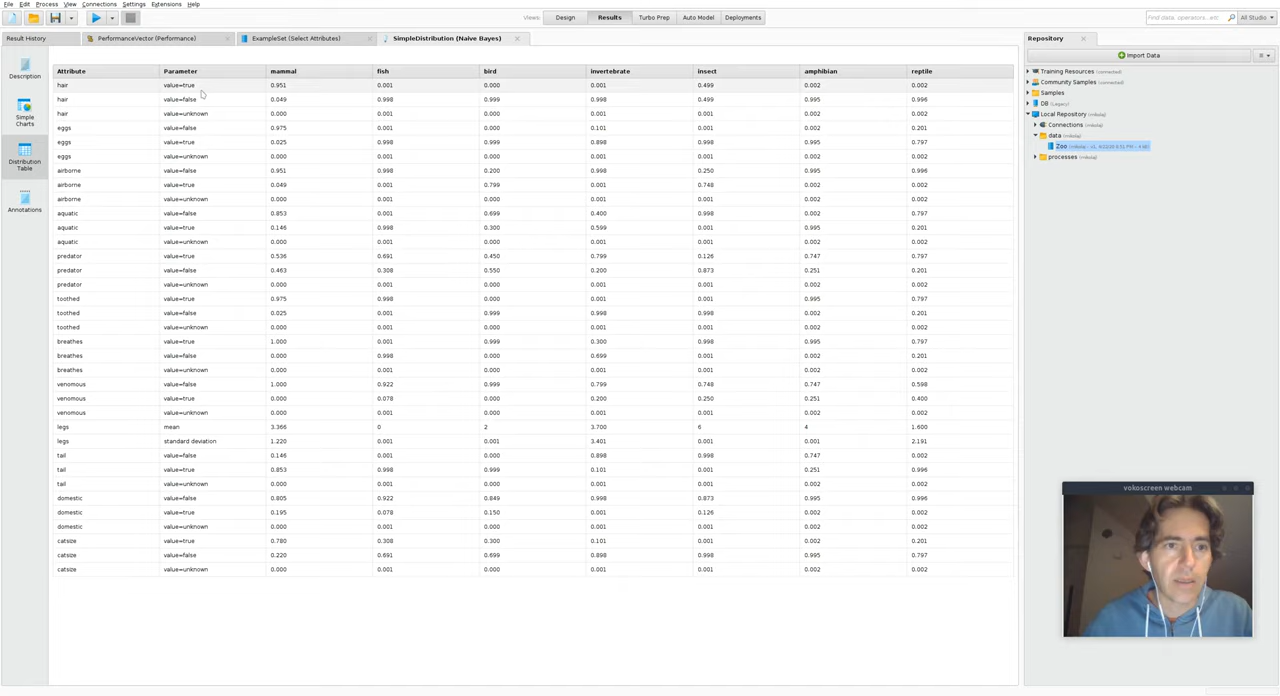 File Edit Process View Connections Settings Extensions Help
Views: Design Results Turbo Prep Auto Model Deployments
Find data, operators...etc All Studio
Result History PerformanceVector (Performance) ExampleSet (Select Attributes) SimpleDistribution (Naive Bayes)
Repository
Import Data
Training Resources (connected)
Community Samples (connected)
Samples
DB (Legacy)
Local Repository
Connections
data
Zoo
processes
Description
Simple
Charts
Distribution
Table
Annotations
Attribute Parameter mammal fish bird invertebrate insect amphibian reptile
hair value=true 0.951 0.001 0.000 0.001 0.499 0.002 0.002
hair value=false 0.049 0.998 0.999 0.998 0.499 0.995 0.996
hair value=unknown 0.000 0.001 0.000 0.001 0.001 0.002 0.002
eggs value=false 0.975 0.001 0.000 0.101 0.001 0.002 0.201
eggs value=true 0.025 0.998 0.999 0.898 0.998 0.995 0.797
eggs value=unknown 0.000 0.001 0.000 0.001 0.001 0.002 0.002
airborne value=false 0.951 0.998 0.200 0.998 0.250 0.995 0.996
airborne value=true 0.049 0.001 0.799 0.001 0.748 0.002 0.002
airborne value=unknown 0.000 0.001 0.000 0.001 0.001 0.002 0.002
aquatic value=false 0.853 0.001 0.699 0.400 0.998 0.002 0.797
aquatic value=true 0.146 0.998 0.300 0.599 0.001 0.995 0.201
aquatic value=unknown 0.000 0.001 0.000 0.001 0.001 0.002 0.002
predator value=true 0.536 0.691 0.450 0.799 0.126 0.747 0.797
predator value=false 0.463 0.308 0.550 0.200 0.873 0.251 0.201
predator value=unknown 0.000 0.001 0.000 0.001 0.001 0.002 0.002
toothed value=true 0.975 0.998 0.000 0.001 0.001 0.995 0.797
toothed value=false 0.025 0.001 0.999 0.998 0.998 0.002 0.201
toothed value=unknown 0.000 0.001 0.000 0.001 0.001 0.002 0.002
breathes value=true 1.000 0.001 0.999 0.300 0.998 0.995 0.797
breathes value=false 0.000 0.998 0.000 0.699 0.001 0.002 0.201
breathes value=unknown 0.000 0.001 0.000 0.001 0.001 0.002 0.002
venomous value=false 1.000 0.922 0.999 0.799 0.748 0.747 0.598
venomous value=true 0.000 0.078 0.000 0.200 0.250 0.251 0.400
venomous value=unknown 0.000 0.001 0.000 0.001 0.001 0.002 0.002
legs mean 3.366 0 2 3.700 6 4 1.600
legs standard deviation 1.220 0.001 0.001 3.401 0.001 0.001 2.191
tail value=false 0.146 0.001 0.000 0.898 0.998 0.747 0.002
tail value=true 0.853 0.998 0.999 0.101 0.001 0.251 0.996
tail value=unknown 0.000 0.001 0.000 0.001 0.001 0.002 0.002
domestic value=false 0.805 0.922 0.849 0.998 0.873 0.995 0.996
domestic value=true 0.195 0.078 0.150 0.001 0.126 0.002 0.002
domestic value=unknown 0.000 0.001 0.000 0.001 0.001 0.002 0.002
catsize value=true 0.780 0.308 0.300 0.101 0.001 0.002 0.201
catsize value=false 0.220 0.691 0.699 0.898 0.998 0.995 0.797
catsize value=unknown 0.000 0.001 0.000 0.001 0.001 0.002 0.002
vokoscreen webcam